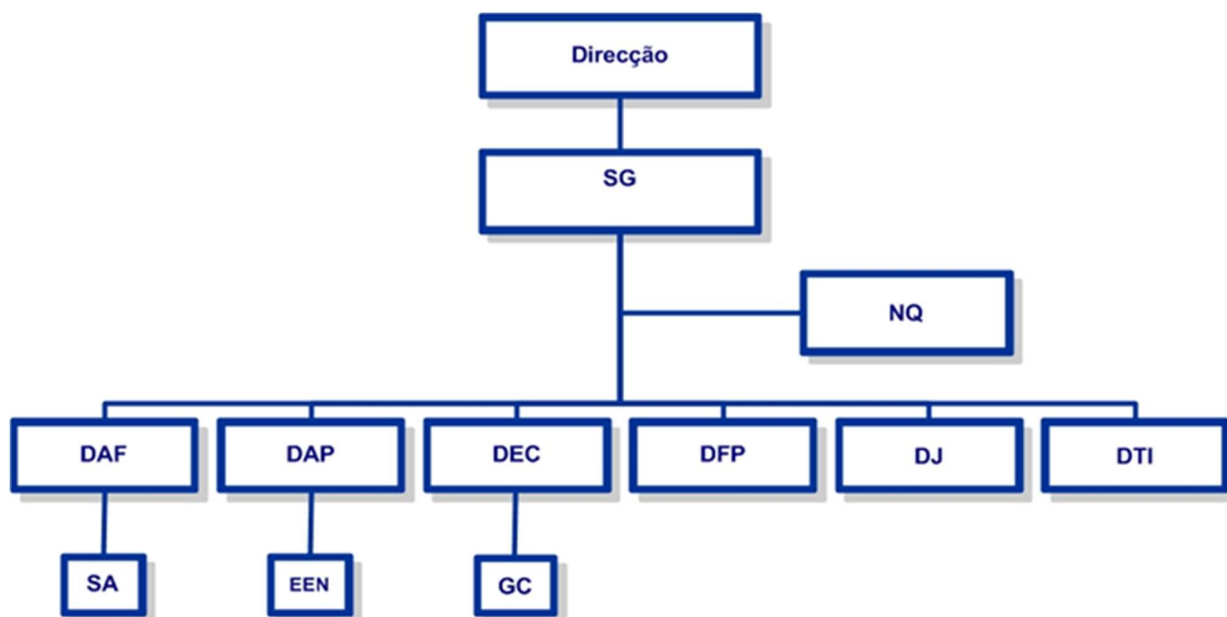 Direcção
SG
NQ
DAF
DAP
DEC
DFP
DJ
DTI
SA
EEN
GC